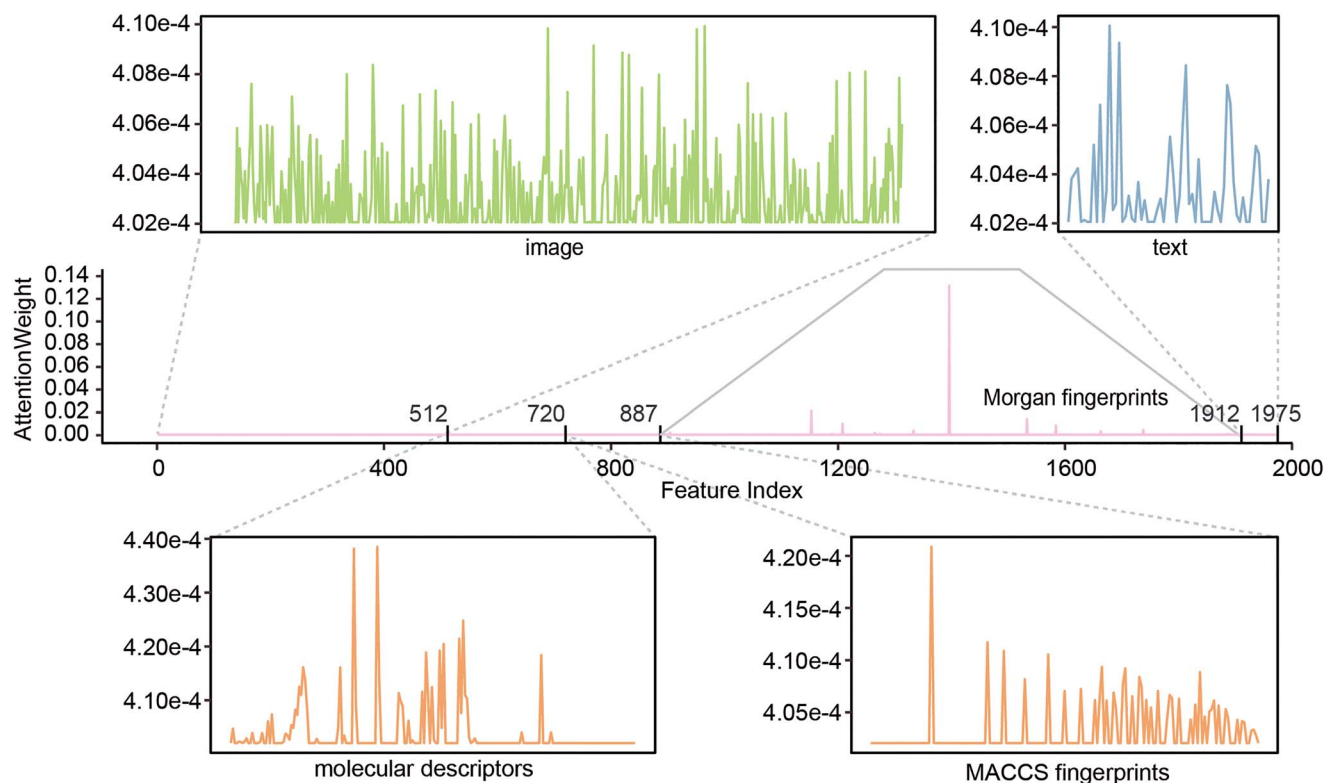 4.10e-4
4.08e-4
4.06e-4
4.04e-4
4.02e-4
image
4.10e-4
4.08e-4
4.06e-4
4.04e-4
4.02e-4
text
AttentionWeight
0.14
0.12
0.10
0.08
0.06
0.04
0.02
0.00
512
720
887
Morgan fingerprints
1912
1975
0
400
800
1200
1600
2000
Feature Index
4.40e-4
4.30e-4
4.20e-4
4.10e-4
molecular descriptors
4.20e-4
4.15e-4
4.10e-4
4.05e-4
MACCS fingerprints